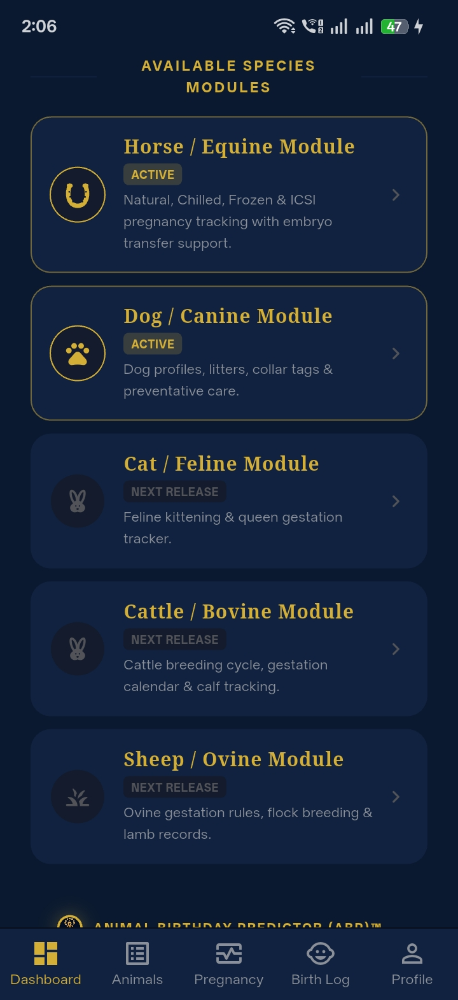 2:06
47
AVAILABLE SPECIES
MODULES
Horse / Equine Module
ACTIVE
Natural, Chilled, Frozen & ICSI
pregnancy tracking with embryo
transfer support.
Dog / Canine Module
ACTIVE
Dog profiles, litters, collar tags &
preventative care.
Cat / Feline Module
NEXT RELEASE
Feline kittening & queen gestation
tracker.
Cattle / Bovine Module
NEXT RELEASE
Cattle breeding cycle, gestation
calendar & calf tracking.
Sheep / Ovine Module
NEXT RELEASE
Ovine gestation rules, flock breeding &
lamb records.
ANIMAL BIRTHDAY PREDICTOR (ABP)™
Dashboard
Animals
Pregnancy
Birth Log
Profile